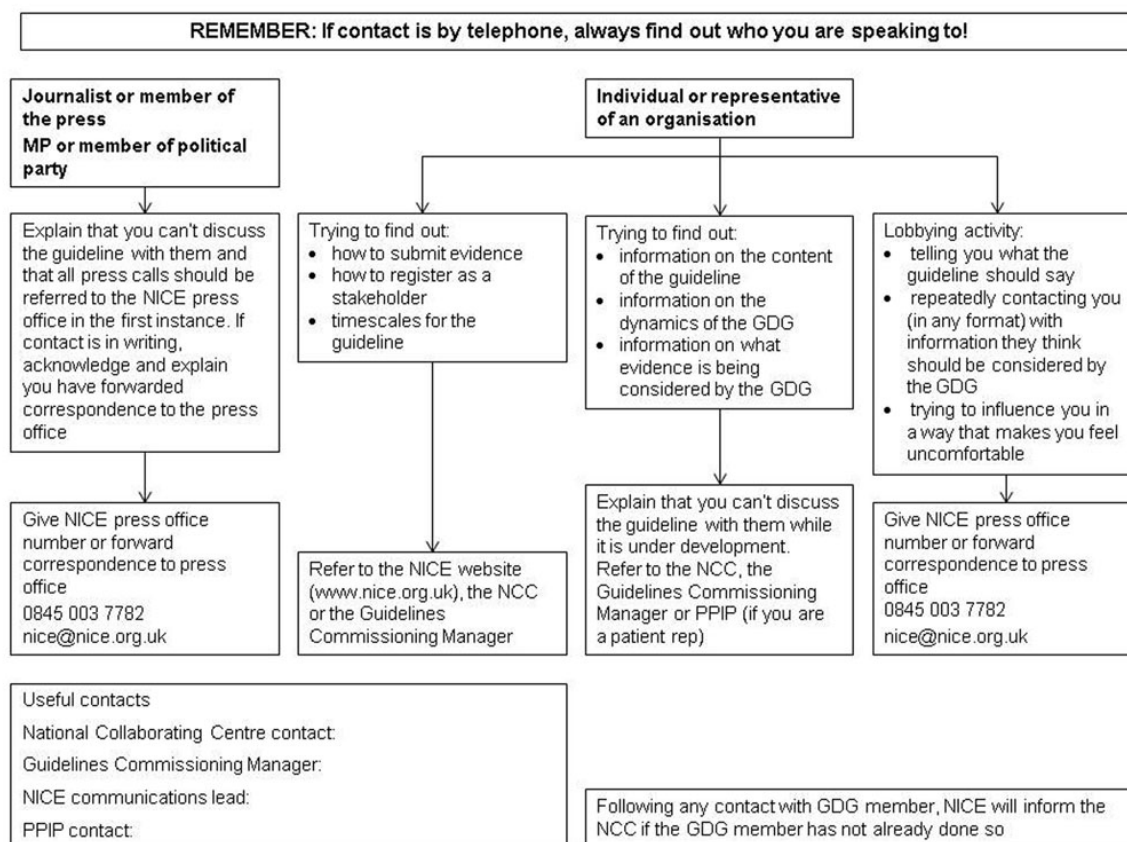 REMEMBER: If contact is by telephone, always find out who you are speaking to!
Journalist or member of
the press
MP or member of political
party
Individual or representative
of an organisation
Explain that you can't discuss
the guideline with them and
that all press calls should be
referred to the NICE press
office in the first instance. If
contact is in writing,
acknowledge and explain
you have forwarded
correspondence to the press
office
Trying to find out:
• how to submit evidence
• how to register as a
stakeholder
• timescales for the
guideline
Trying to find out:
• information on the content
of the guideline
• information on the
dynamics of the GDG
• information on what
evidence is being
considered by the GDG
Lobbying activity:
• telling you what the
guideline should say
• repeatedly contacting you
(in any format) with
information they think
should be considered by
the GDG
• trying to influence you in
a way that makes you feel
uncomfortable
Give NICE press office
number or forward
correspondence to press
office
0845 003 7782
nice@nice.org.uk
Refer to the NICE website
(www.nice.org.uk), the NCC
or the Guidelines
Commissioning Manager
Explain that you can't discuss
the guideline with them while
it is under development.
Refer to the NCC, the
Guidelines Commissioning
Manager or PPIP (if you are
a patient rep)
Give NICE press office
number or forward
correspondence to press
office
0845 003 7782
nice@nice.org.uk
Useful contacts
National Collaborating Centre contact:
Guidelines Commissioning Manager:
NICE communications lead:
PPIP contact:
Following any contact with GDG member, NICE will inform the
NCC if the GDG member has not already done so